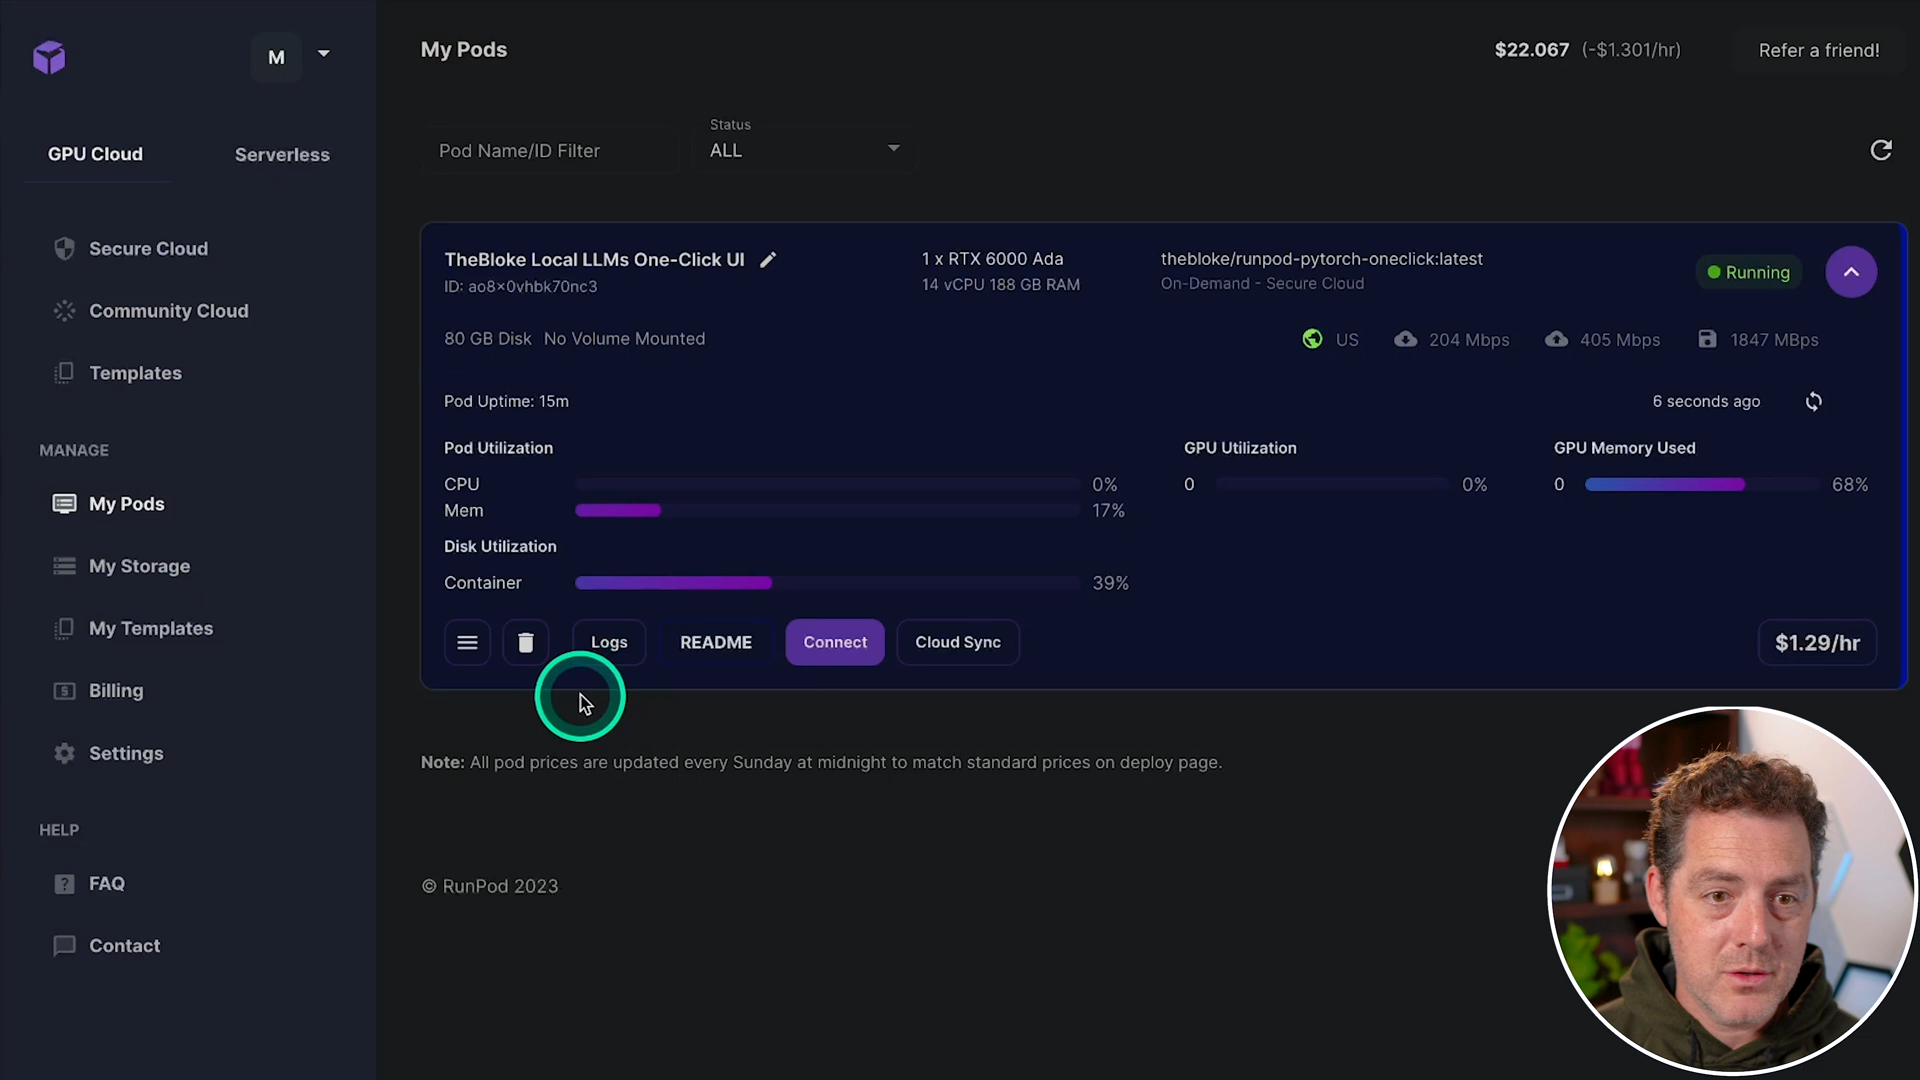 M
My Pods
$22.067 (-$1.301/hr)
Refer a friend!
GPU Cloud
Serverless
Pod Name/ID Filter
Status
ALL
Secure Cloud
Community Cloud
Templates
MANAGE
My Pods
My Storage
My Templates
Billing
Settings
HELP
FAQ
Contact
TheBloke Local LLMs One-Click UI
ID: ao8x0vhbk70nc3
1 x RTX 6000 Ada
14 vCPU 188 GB RAM
thebloke/runpod-pytorch-oneclick:latest
On-Demand - Secure Cloud
Running
80 GB Disk No Volume Mounted
US
204 Mbps
405 Mbps
1847 MBps
Pod Uptime: 15m
6 seconds ago
Pod Utilization
CPU 0%
Mem 17%
GPU Utilization
0 0%
GPU Memory Used
0 68%
Disk Utilization
Container 39%
Logs
README
Connect
Cloud Sync
$1.29/hr
Note: All pod prices are updated every Sunday at midnight to match standard prices on deploy page.
© RunPod 2023